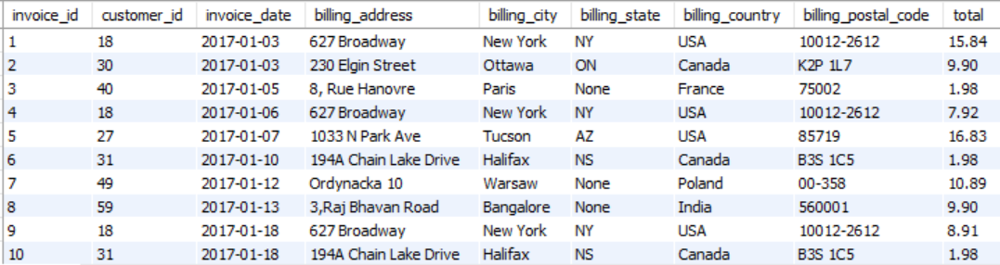 invoice_id customer_id invoice_date billing_address billing_city billing_state billing_country billing_postal_code total
1 18 2017-01-03 627 Broadway New York NY USA 10012-2612 15.84
2 30 2017-01-03 230 Elgin Street Ottawa ON Canada K2P 1L7 9.90
3 40 2017-01-05 8, Rue Hanovre Paris None France 75002 1.98
4 18 2017-01-06 627 Broadway New York NY USA 10012-2612 7.92
5 27 2017-01-07 1033 N Park Ave Tucson AZ USA 85719 16.83
6 31 2017-01-10 194A Chain Lake Drive Halifax NS Canada B3S 1C5 1.98
7 49 2017-01-12 Ordynacka 10 Warsaw None Poland 00-358 10.89
8 59 2017-01-13 3,Raj Bhavan Road Bangalore None India 560001 9.90
9 18 2017-01-18 627 Broadway New York NY USA 10012-2612 8.91
10 31 2017-01-18 194A Chain Lake Drive Halifax NS Canada B3S 1C5 1.98